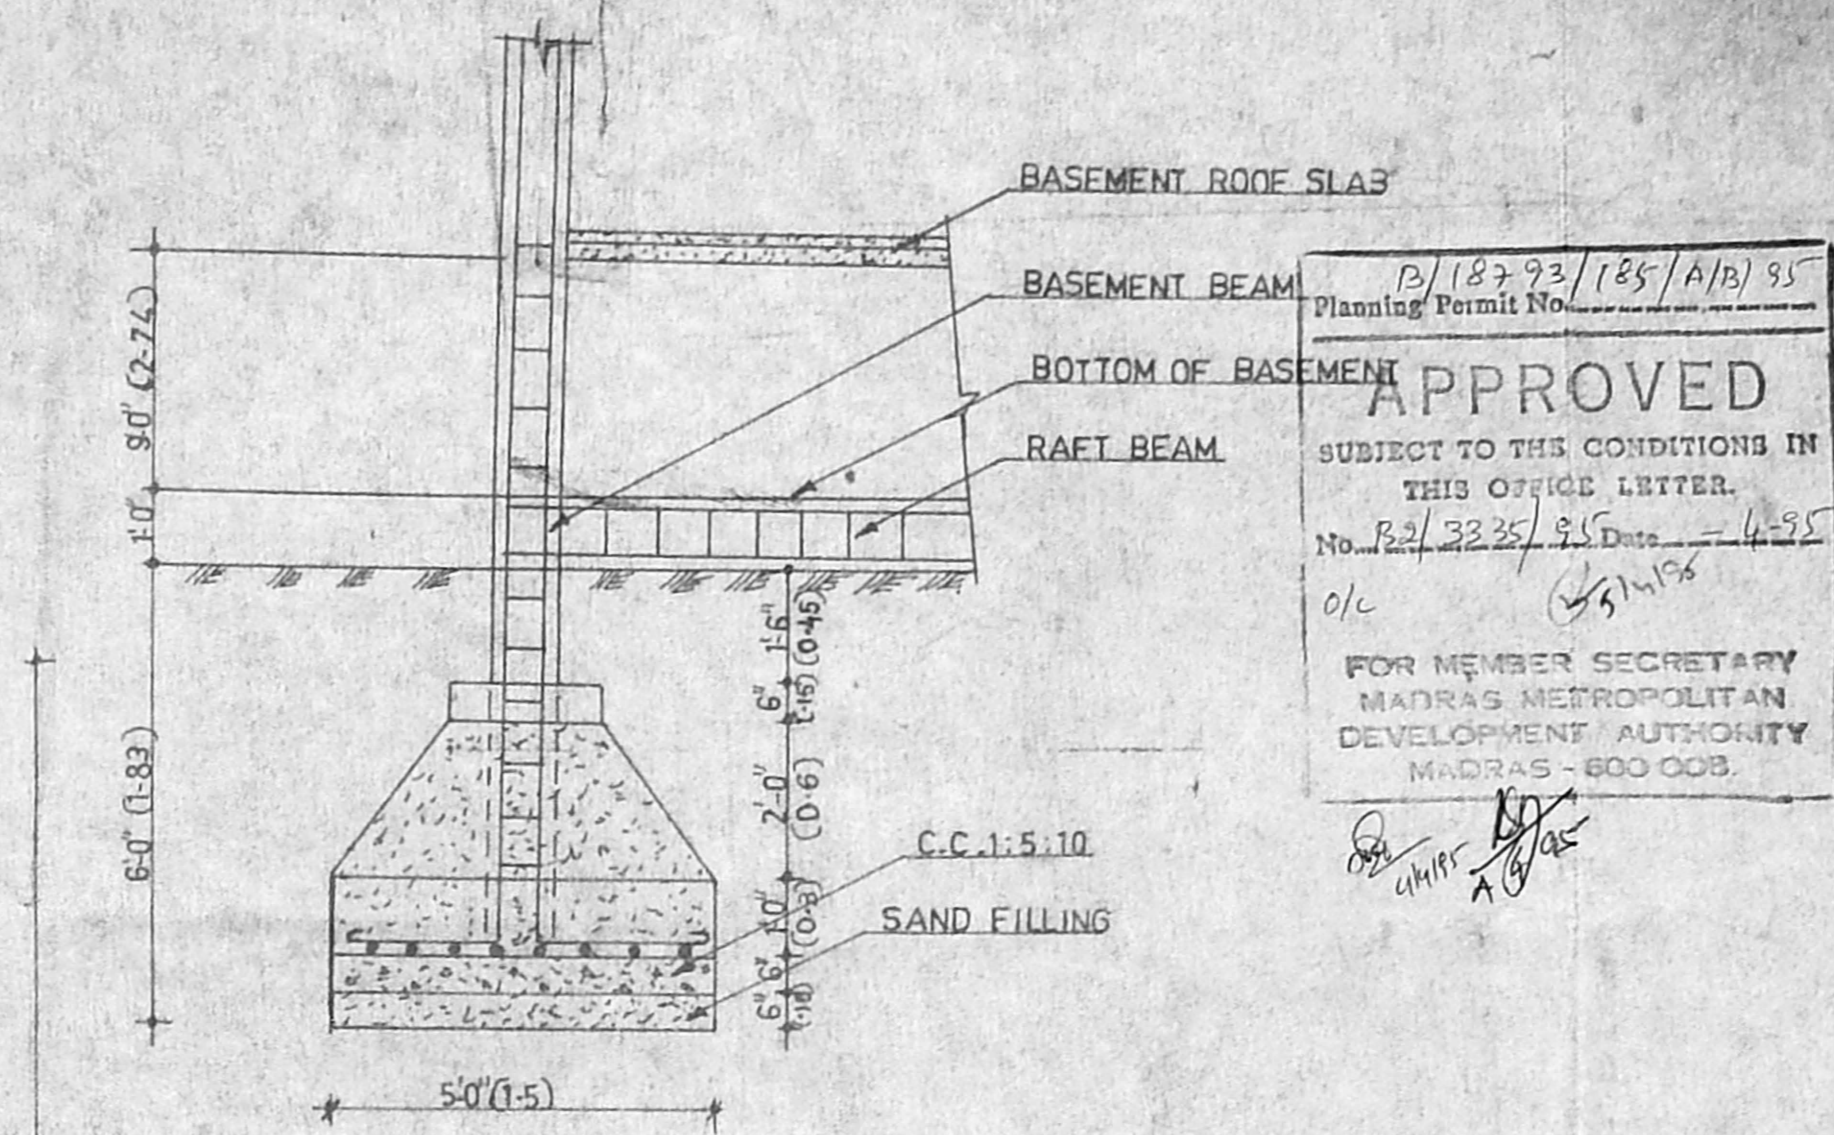 BASEMENT ROOF SLAB
BASEMENT BEAM
BOTTOM OF BASEMENT
RAFT BEAM
9'0" (2-74)
1'0"
6'0" (1-83)
1'-6" (0-45)
6" (-15)
2'-0" (0-6)
1'0" (0-3)
6"
6"
C.C.1:5:10
SAND FILLING
5'0"(1-5)
B/18793/185/A/B/95
Planning Permit No.
APPROVED
SUBJECT TO THE CONDITIONS IN
THIS OFFICE LETTER.
No. B2/3335/95 Date - 4-95
O/C
FOR MEMBER SECRETARY
MADRAS METROPOLITAN
DEVELOPMENT AUTHORITY
MADRAS - 600 008.
4/4/95